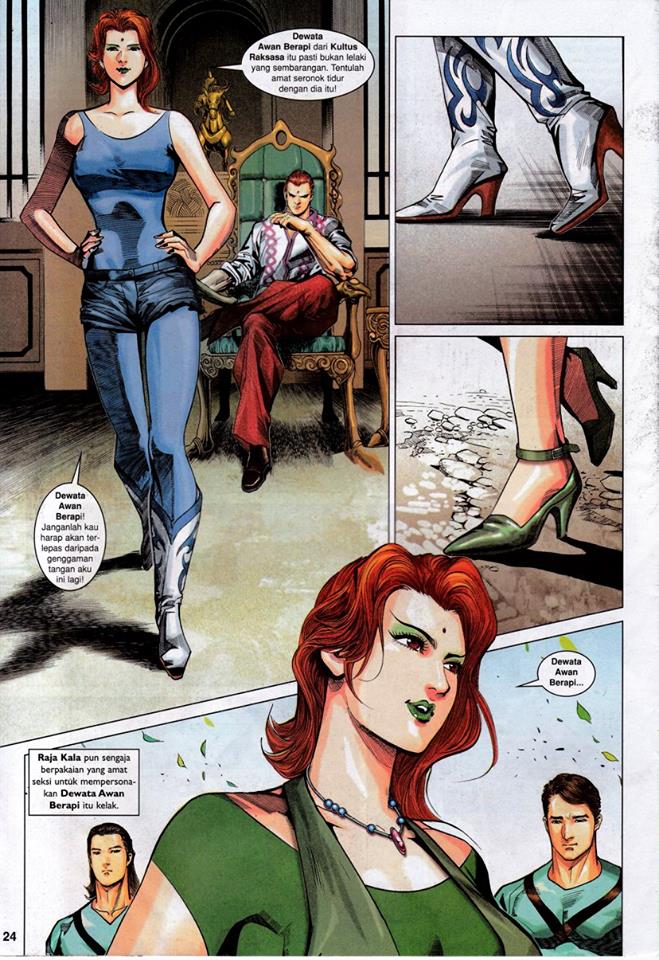 Dewata
Awan Berapi dari Kultus
Raksasa itu pasti bukan lelaki
yang sembarangan. Tentulah
amat seronok tidur
dengan dia itu!
Dewata
Awan
Berapi!
Janganlah kau
harap akan ter-
lepas daripada
genggaman
tangan aku
ini lagi!
Dewata
Awan
Berapi...
Raja Kala pun sengaja
berpakaian yang amat
seksi untuk mempersona-
kan Dewata Awan
Berapi itu kelak.
24